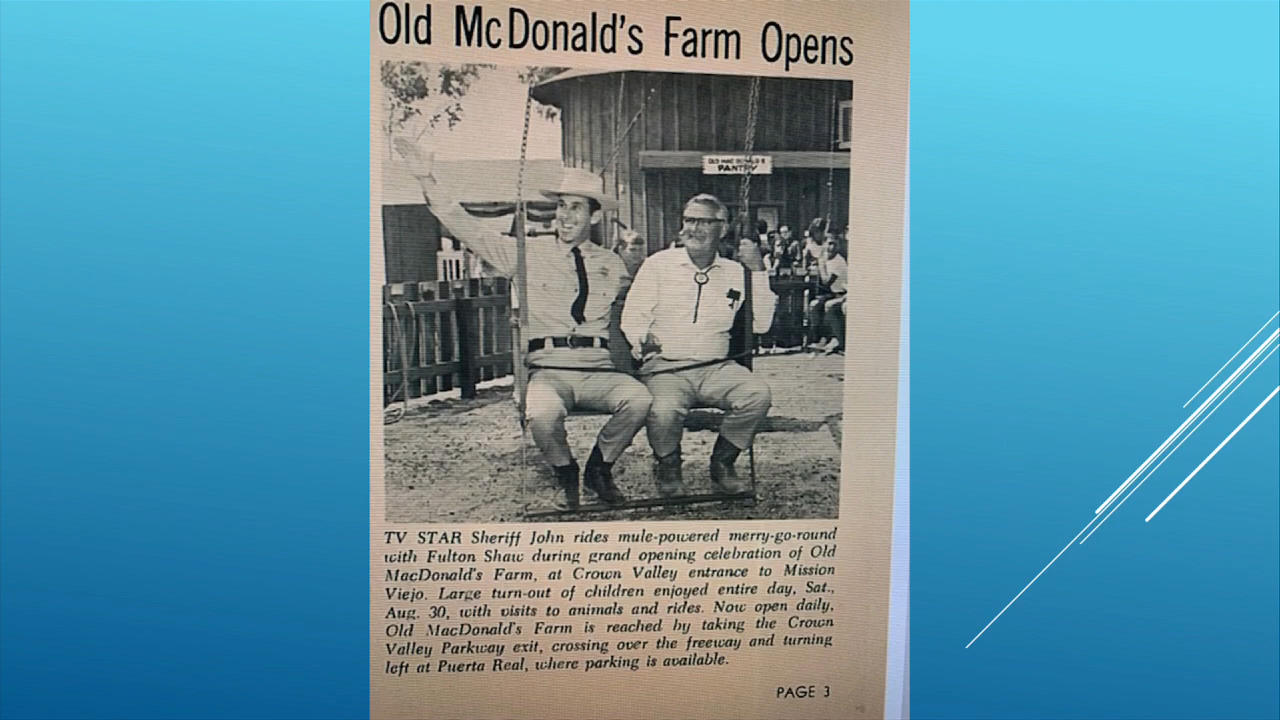 Old McDonald's Farm Opens
OLD MAC DONALD'S
PANTRY
TV STAR Sheriff John rides mule-powered merry-go-round
with Fulton Shaw during grand opening celebration of Old
MacDonald's Farm, at Crown Valley entrance to Mission
Viejo. Large turn-out of children enjoyed entire day, Sat.,
Aug. 30, with visits to animals and rides. Now open daily,
Old MacDonald's Farm is reached by taking the Crown
Valley Parkway exit, crossing over the freeway and turning
left at Puerta Real, where parking is available.
PAGE 3